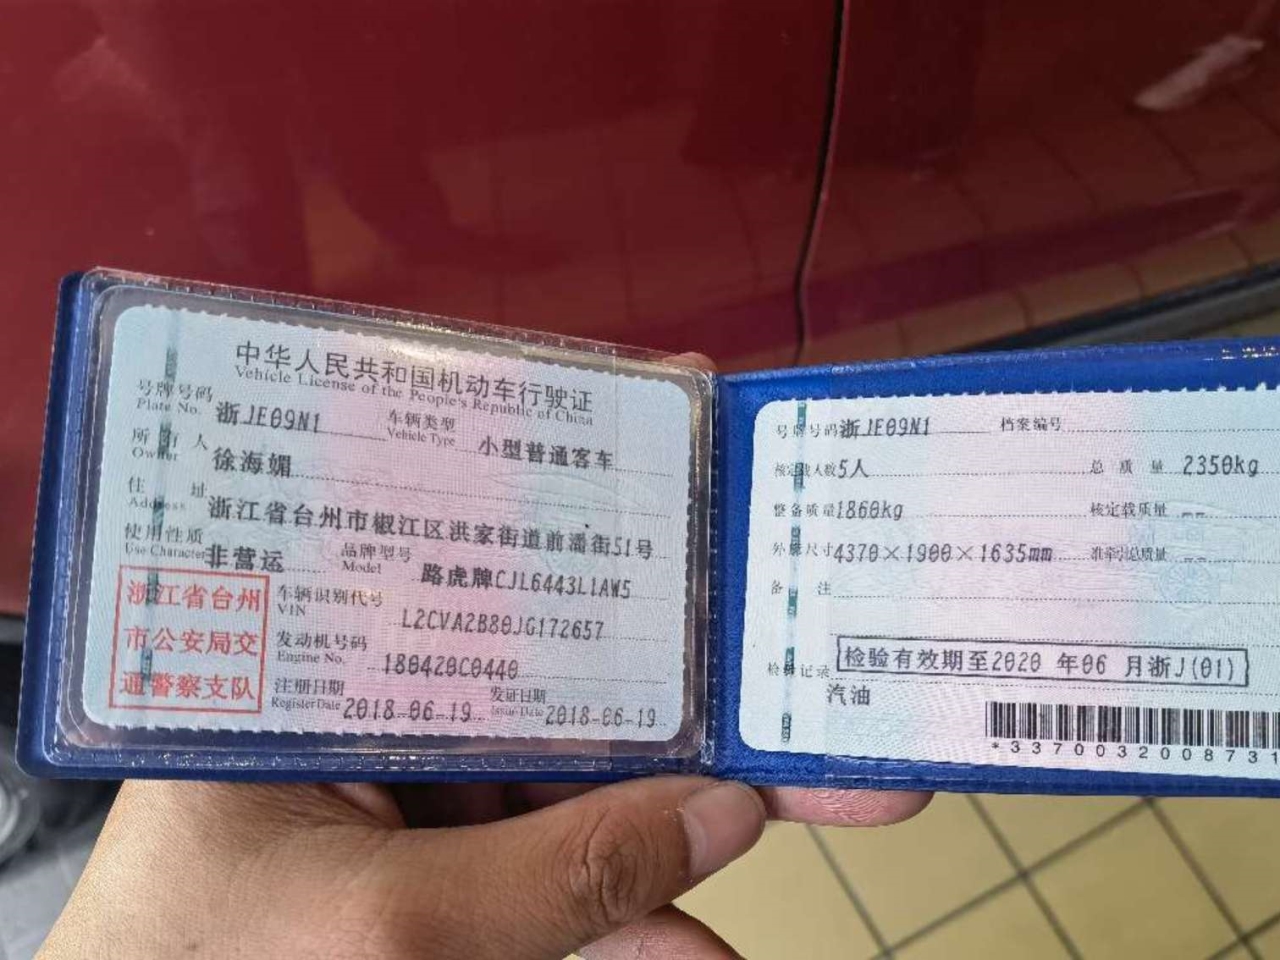 中华人民共和国机动车行驶证
Vehicle License of the People's Republic of China
号牌号码 浙JE09N1 车辆类型 小型普通客车
Plate No. Vehicle Type
所有人 徐海媚
Owner
住址 浙江省台州市椒江区洪家街道前潘街51号
Address
使用性质 非营运 品牌型号 路虎牌CJL6443L1AW5
Use Character Model
浙江省台州
市公安局交
通警察支队
车辆识别代号 L2CVA2B80JG172657
VIN
发动机号码 180420C0440
Engine No.
注册日期 2018-06-19 发证日期 2018-06-19
Register Date Issue Date
号牌号码 浙JE09N1 档案编号
核定载人数 5人 总质量 2350kg
整备质量 1860kg 核定载质量 --
外廓尺寸 4370×1900×1635mm 准牵引总质量 --
备注
检验记录 检验有效期至2020年06月浙J(01)
汽油
*3370032008731